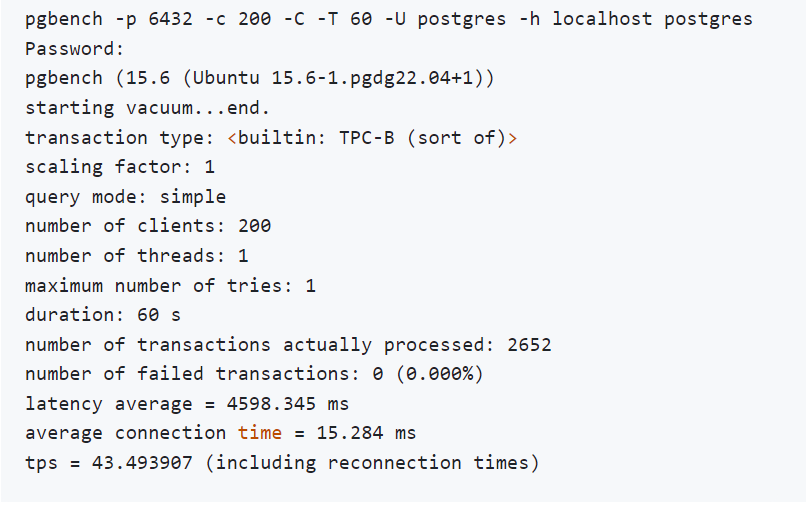 pgbench -p 6432 -c 200 -C -T 60 -U postgres -h localhost postgres
Password:
pgbench (15.6 (Ubuntu 15.6-1.pgdg22.04+1))
starting vacuum...end.
transaction type: <builtin: TPC-B (sort of)>
scaling factor: 1
query mode: simple
number of clients: 200
number of threads: 1
maximum number of tries: 1
duration: 60 s
number of transactions actually processed: 2652
number of failed transactions: 0 (0.000%)
latency average = 4598.345 ms
average connection time = 15.284 ms
tps = 43.493907 (including reconnection times)